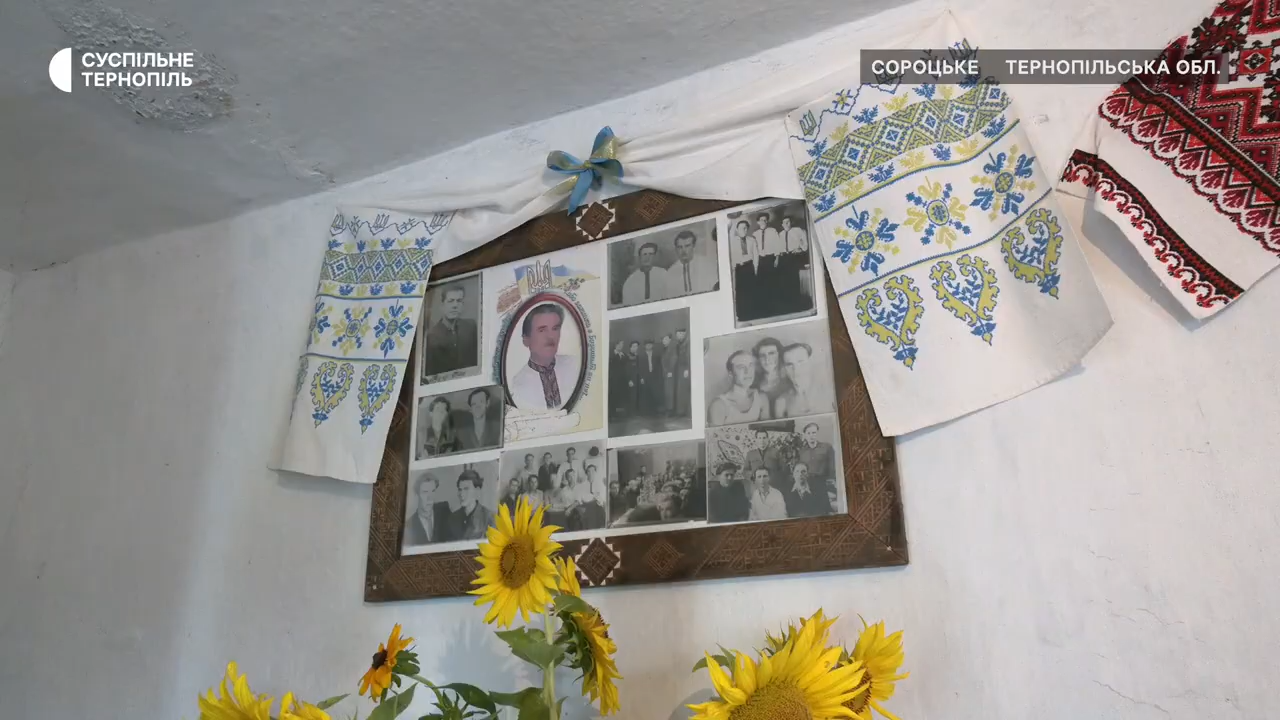 СУСПІЛЬНЕ
ТЕРНОПІЛЬ
СОРОЦЬКЕ ТЕРНОПІЛЬСЬКА ОБЛ.